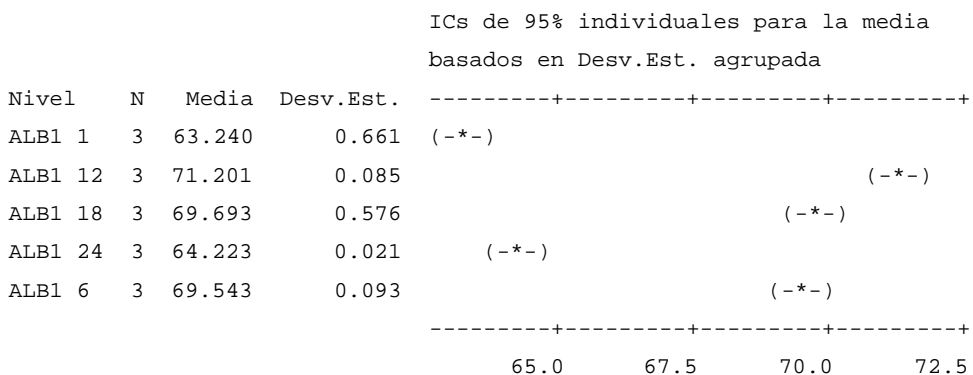 ICs de 95% individuales para la media
basados en Desv.Est. agrupada
Nivel N Media Desv.Est. ---------+---------+---------+---------+
ALB1 1 3 63.240 0.661 (-*-)
ALB1 12 3 71.201 0.085 (-*-)
ALB1 18 3 69.693 0.576 (-*-)
ALB1 24 3 64.223 0.021 (-*-)
ALB1 6 3 69.543 0.093 (-*-)
---------+---------+---------+---------+
65.0 67.5 70.0 72.5